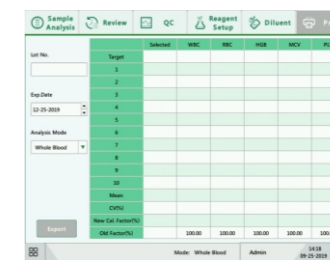 Sample Analysis Review QC Reagent Setup Diluent
Selected WBC RBC HGB MCV
Lot No. Target
1
2
Exp.Date 3
12-25-2019 4
5
Analysis Mode 6
Whole Blood 7
8
9
10
Mean
CV(%)
New Cal. Factor(%)
Export Old Factor(%) 100.00 100.00 100.00 100.00
Mode: Whole Blood Admin 14:18
09-25-2019